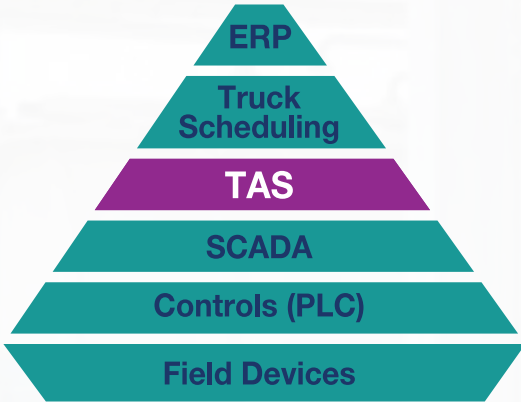 ERP
Truck
Scheduling
TAS
SCADA
Controls (PLC)
Field Devices